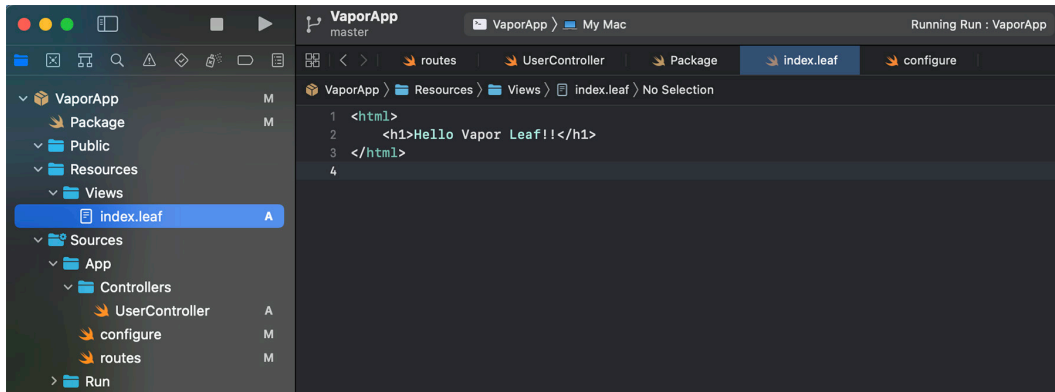 VaporApp
master
VaporApp 〉 My Mac
Running Run : VaporApp
routes
UserController
Package
index.leaf
configure
VaporApp 〉 Resources 〉 Views 〉 index.leaf 〉 No Selection
VaporApp M
Package M
Public
Resources
Views
index.leaf A
Sources
App
Controllers
UserController A
configure M
routes M
Run
1 <html>
2 <h1>Hello Vapor Leaf!!</h1>
3 </html>
4